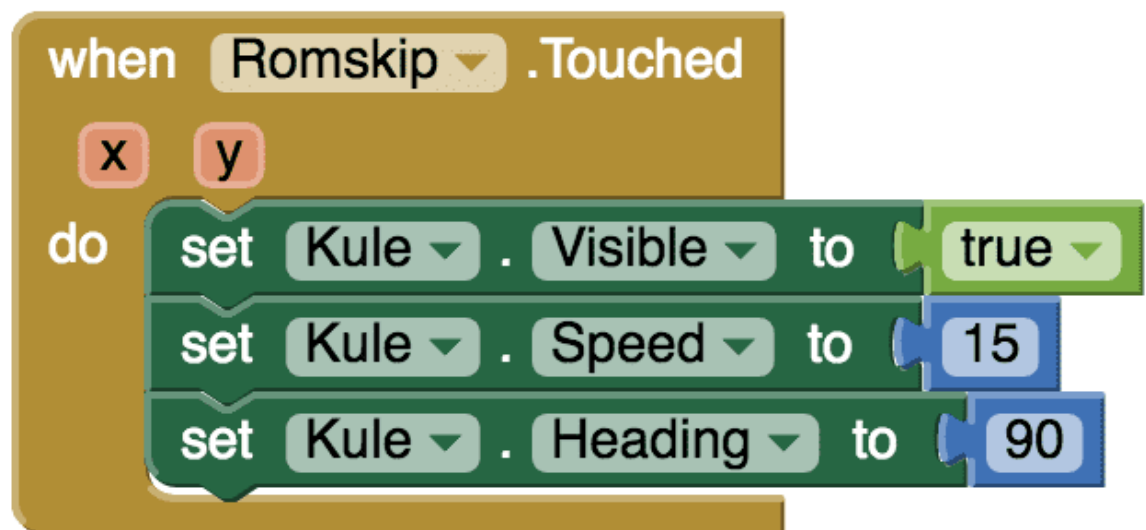 when Romskip .Touched
x y
do set Kule . Visible to true
set Kule . Speed to 15
set Kule . Heading to 90